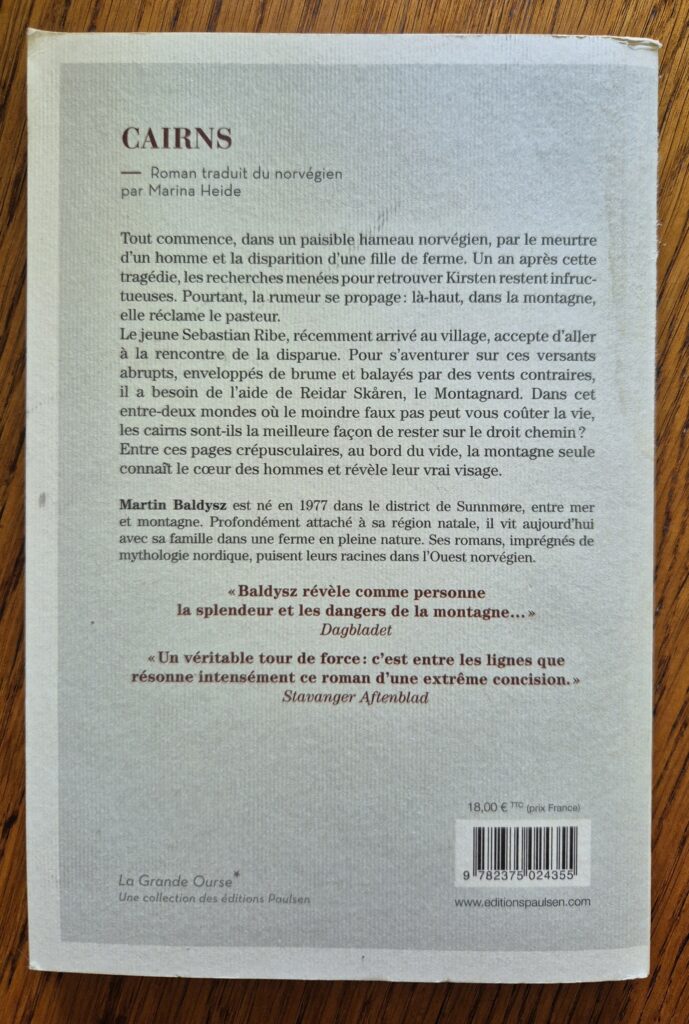 CAIRNS
— Roman traduit du norvégien
par Marina Heide
Tout commence, dans un paisible hameau norvégien, par le meurtre
d'un homme et la disparition d'une fille de ferme. Un an après cette
tragédie, les recherches menées pour retrouver Kirsten restent infruc-
tueuses. Pourtant, la rumeur se propage : là-haut, dans la montagne,
elle réclame le pasteur.
Le jeune Sebastian Ribe, récemment arrivé au village, accepte d'aller
à la rencontre de la disparue. Pour s'aventurer sur ces versants
abrupts, enveloppés de brume et balayés par des vents contraires,
il a besoin de l'aide de Reidar Skåren, le Montagnard. Dans cet
entre-deux mondes où le moindre faux pas peut vous coûter la vie,
les cairns sont-ils la meilleure façon de rester sur le droit chemin ?
Entre ces pages crépusculaires, au bord du vide, la montagne seule
connaît le cœur des hommes et révèle leur vrai visage.
Martin Baldysz est né en 1977 dans le district de Sunnmøre, entre mer
et montagne. Profondément attaché à sa région natale, il vit aujourd'hui
avec sa famille dans une ferme en pleine nature. Ses romans, imprégnés de
mythologie nordique, puisent leurs racines dans l'Ouest norvégien.
« Baldysz révèle comme personne
la splendeur et les dangers de la montagne... »
Dagbladet
« Un véritable tour de force : c'est entre les lignes que
résonne intensément ce roman d'une extrême concision. »
Stavanger Aftenblad
18,00 € TTC (prix France)
9 782375 024355
www.editionspaulsen.com
La Grande Ourse*
Une collection des éditions Paulsen